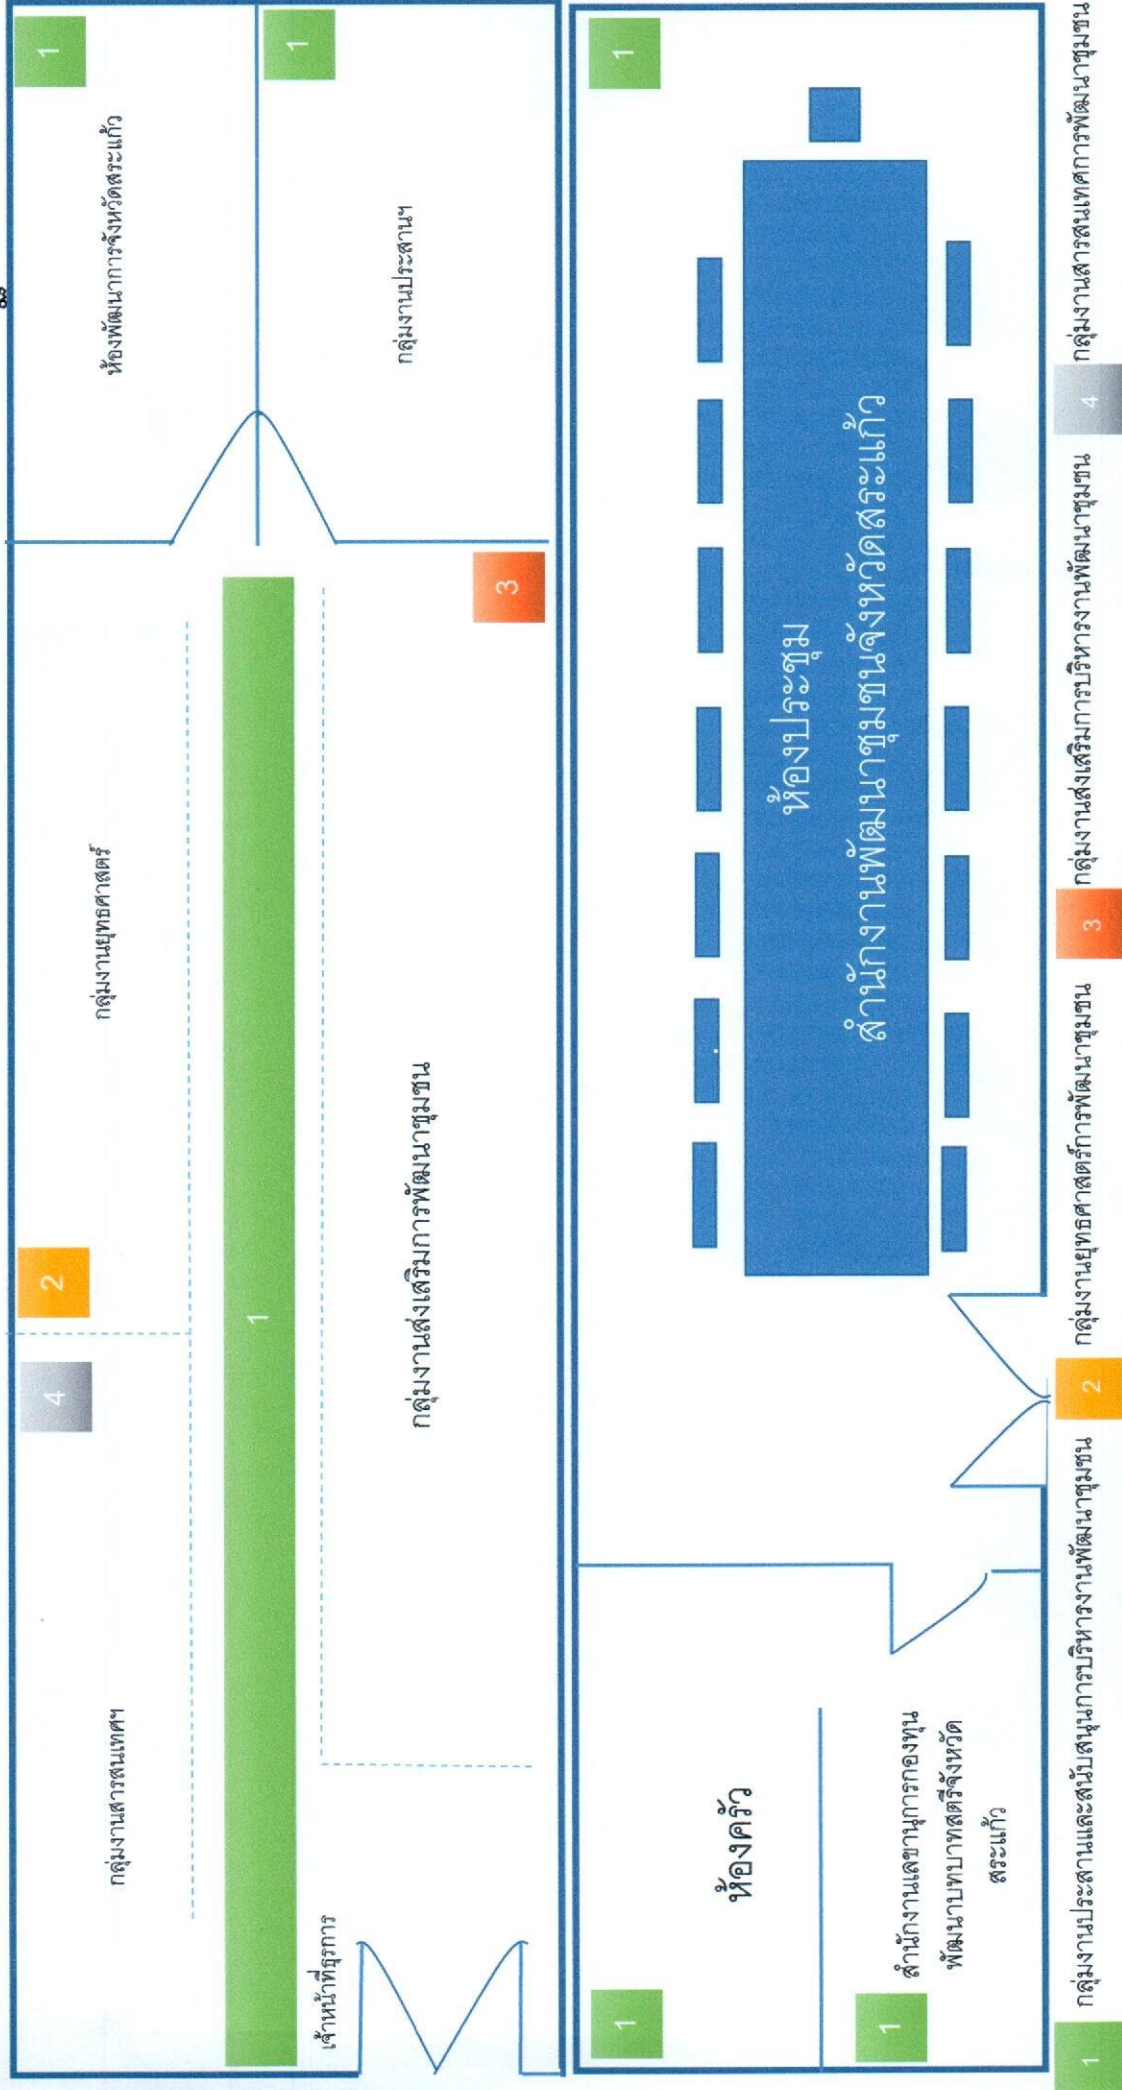 4
2
1
กลุ่มงานสารสนเทศฯ
กลุ่มงานยุทธศาสตร์
ห้องพัฒนาการจังหวัดสระแก้ว
1
1
เจ้าหน้าที่ธุรการ
กลุ่มงานส่งเสริมการพัฒนาชุมชน
กลุ่มงานประสานฯ
3
1
1
ห้องครัว
ห้องประชุม
สำนักงานพัฒนาชุมชนจังหวัดสระแก้ว
1
สำนักงานเลขานุการกองทุน
พัฒนาบทบาทสตรีจังหวัด
สระแก้ว
1 กลุ่มงานประสานและสนับสนุนการบริหารงานพัฒนาชุมชน 2 กลุ่มงานยุทธศาสตร์การพัฒนาชุมชน 3 กลุ่มงานส่งเสริมการบริหารงานพัฒนาชุมชน 4 กลุ่มงานสารสนเทศการพัฒนาชุมชน